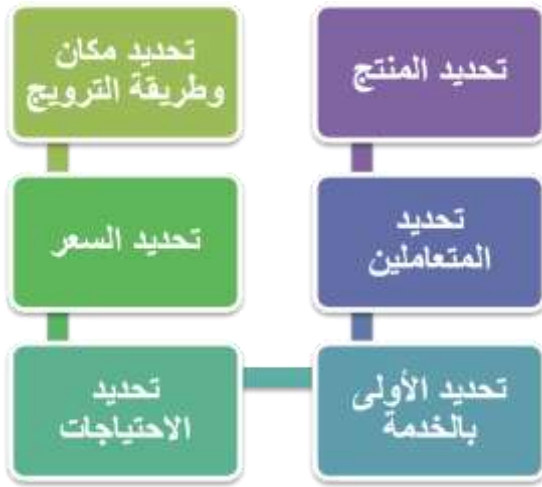 تحديد المنتج
تحديد
المتعاملين
تحديد الأولى
بالخدمة
تحديد
الاحتياجات
تحديد السعر
تحديد مكان
وطريقة الترويج